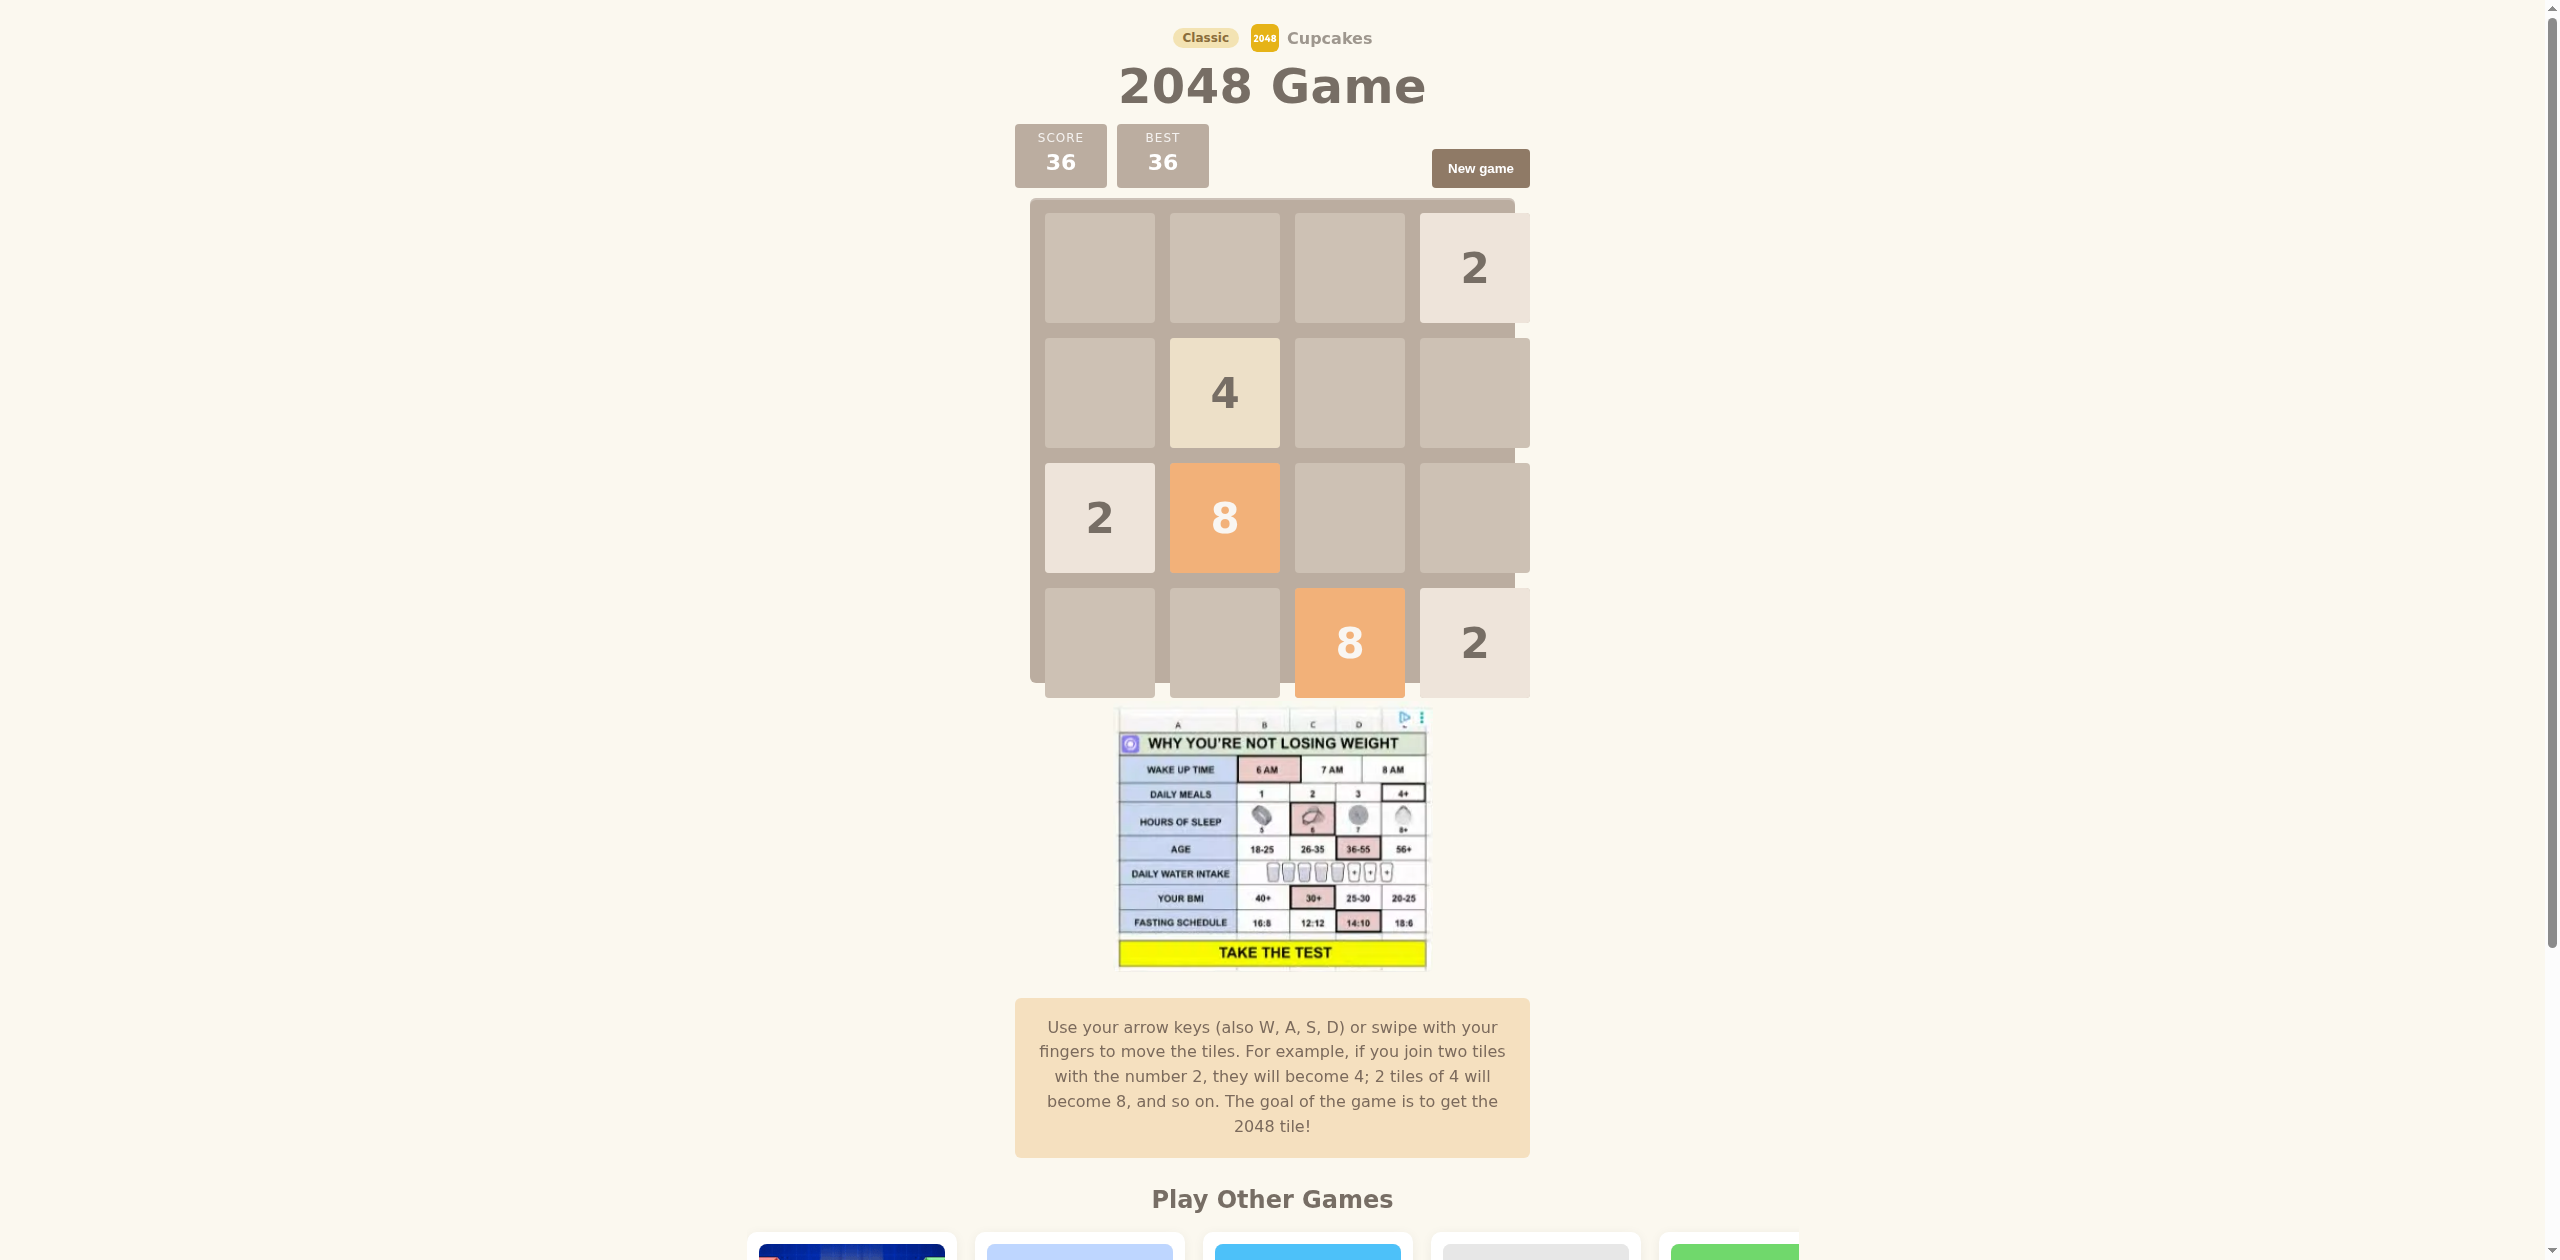 Classic 2048 Cupcakes
2048 Game
SCORE BEST
36 36
New game
2
4
2 8
8 2
A B C D
WHY YOU'RE NOT LOSING WEIGHT
WAKE UP TIME 6 AM 7 AM 8 AM
DAILY MEALS 1 2 3 4+
HOURS OF SLEEP 5 6 7 8+
AGE 18-25 26-35 36-55 56+
DAILY WATER INTAKE + + +
YOUR BMI 40+ 30+ 25-30 20-25
FASTING SCHEDULE 16:8 12:12 14:10 18:6
TAKE THE TEST
Use your arrow keys (also W, A, S, D) or swipe with your
fingers to move the tiles. For example, if you join two tiles
with the number 2, they will become 4; 2 tiles of 4 will
become 8, and so on. The goal of the game is to get the
2048 tile!
Play Other Games